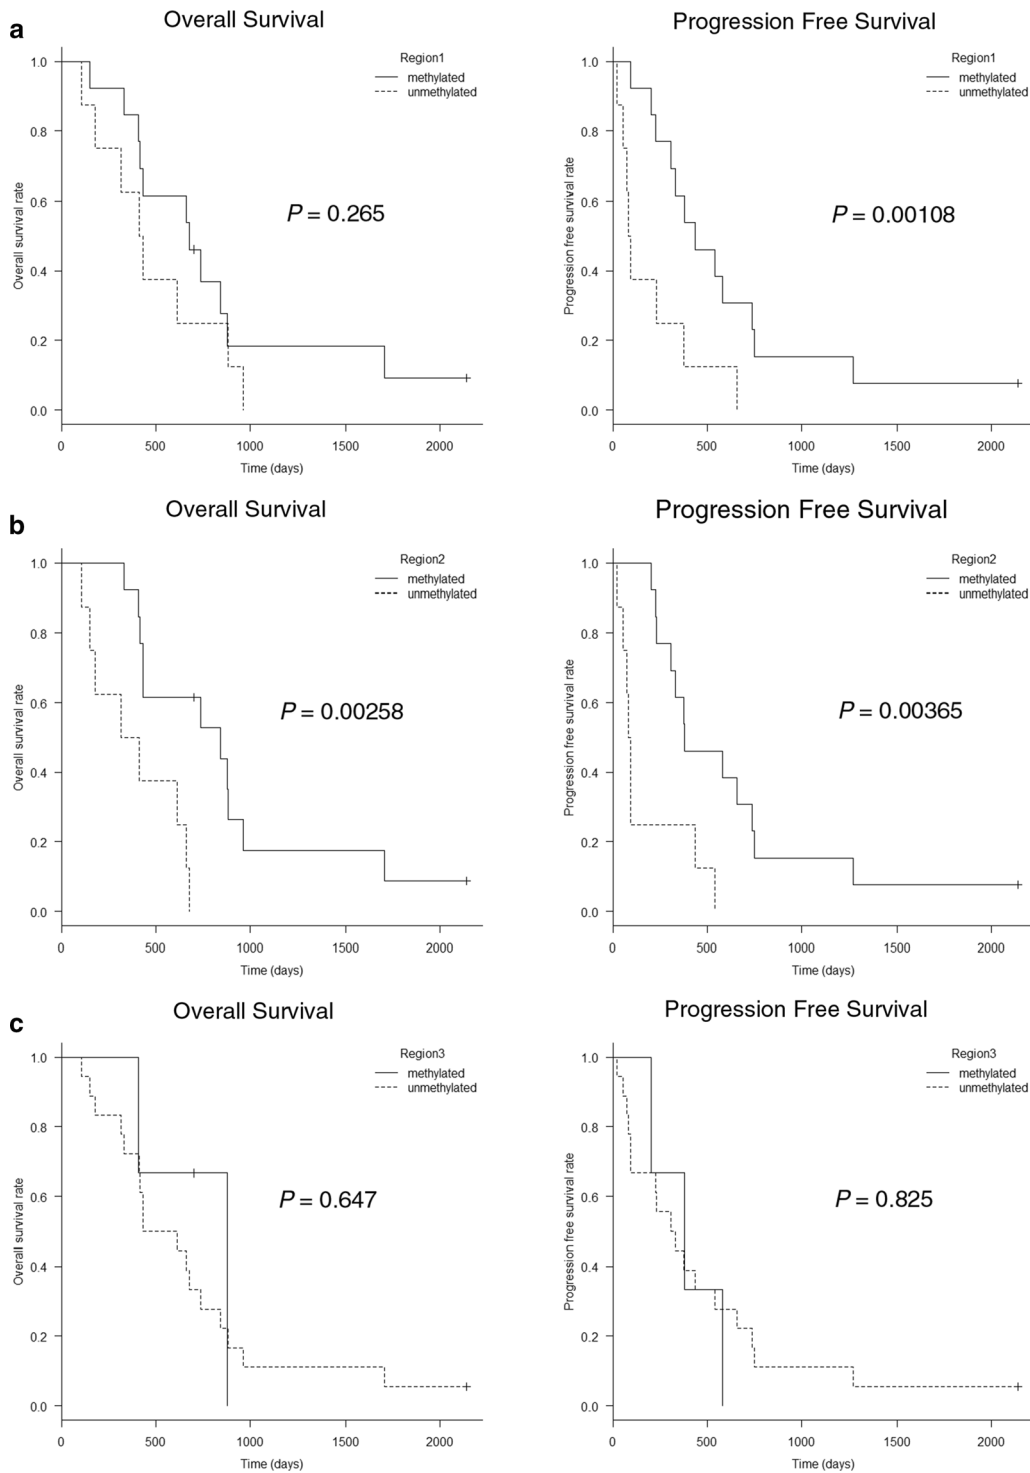 a
Overall Survival
Progression Free Survival
Region1
methylated
unmethylated
P = 0.265
Overall survival rate
1.0
0.8
0.6
0.4
0.2
0.0
0 500 1000 1500 2000
Time (days)
Region1
methylated
unmethylated
P = 0.00108
Progression free survival rate
1.0
0.8
0.6
0.4
0.2
0.0
0 500 1000 1500 2000
Time (days)
b
Overall Survival
Progression Free Survival
Region2
methylated
unmethylated
P = 0.00258
Overall survival rate
1.0
0.8
0.6
0.4
0.2
0.0
0 500 1000 1500 2000
Time (days)
Region2
methylated
unmethylated
P = 0.00365
Progression free survival rate
1.0
0.8
0.6
0.4
0.2
0.0
0 500 1000 1500 2000
Time (days)
c
Overall Survival
Progression Free Survival
Region3
methylated
unmethylated
P = 0.647
Overall survival rate
1.0
0.8
0.6
0.4
0.2
0.0
0 500 1000 1500 2000
Time (days)
Region3
methylated
unmethylated
P = 0.825
Progression free survival rate
1.0
0.8
0.6
0.4
0.2
0.0
0 500 1000 1500 2000
Time (days)